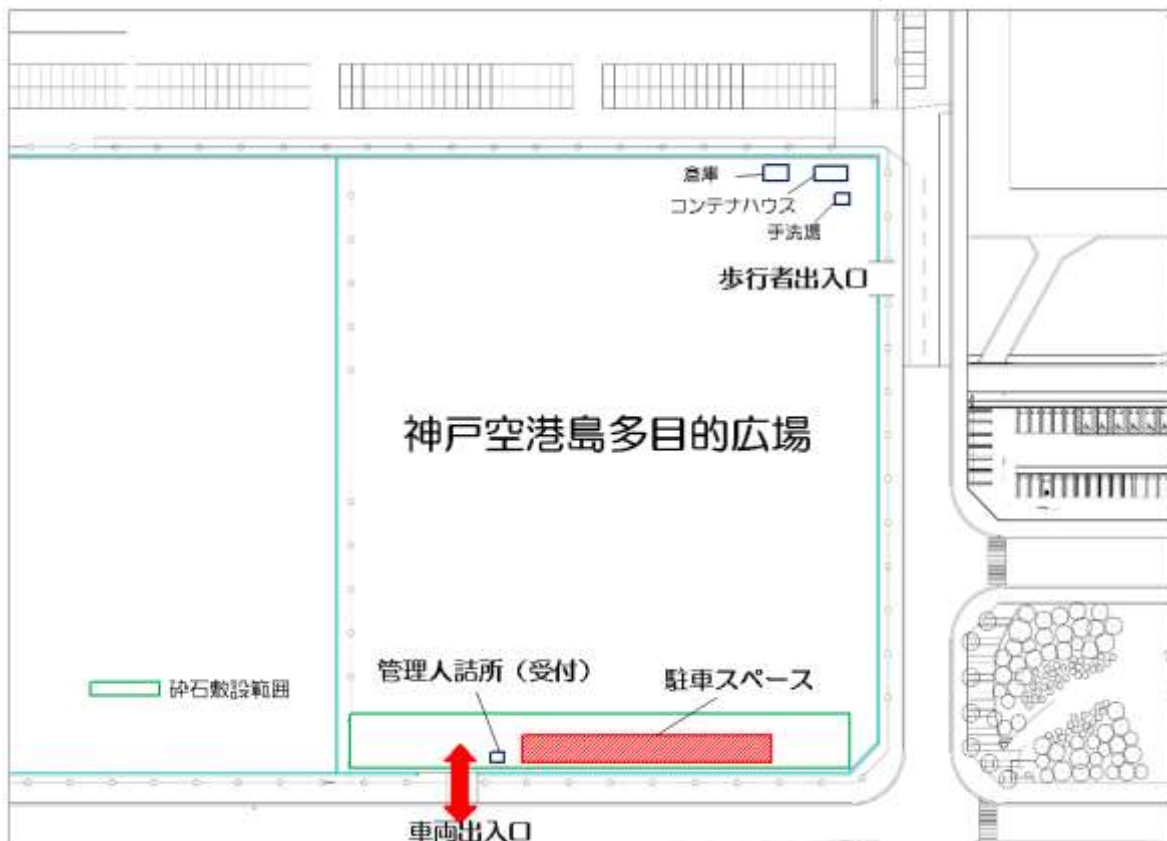 倉庫
コンテナハウス
手洗場
歩行者出入口
神戸空港島多目的広場
管理人詰所（受付）
駐車スペース
砕石敷設範囲
車両出入口